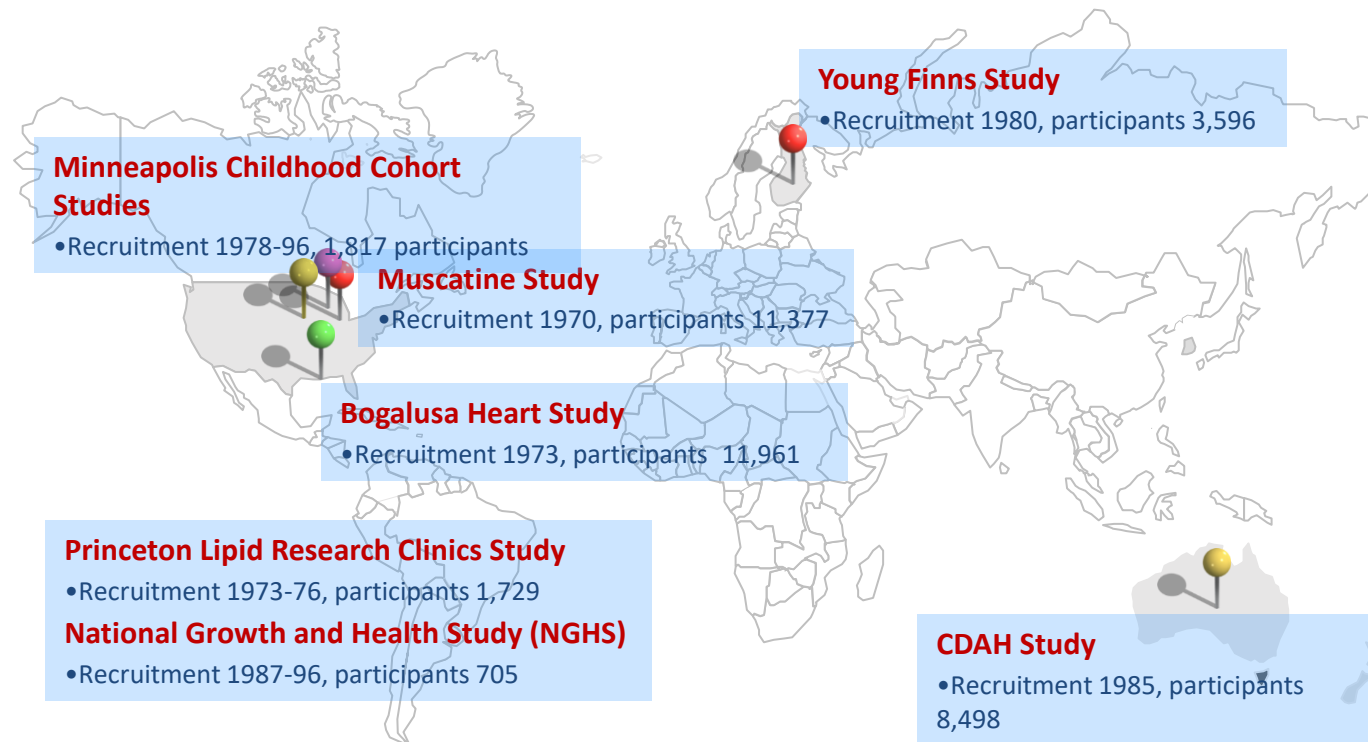 Young Finns Study
•Recruitment 1980, participants 3,596
Minneapolis Childhood Cohort
Studies
•Recruitment 1978-96, 1,817 participants
Muscatine Study
•Recruitment 1970, participants 11,377
Bogalusa Heart Study
•Recruitment 1973, participants 11,961
Princeton Lipid Research Clinics Study
•Recruitment 1973-76, participants 1,729
National Growth and Health Study (NGHS)
•Recruitment 1987-96, participants 705
CDAH Study
•Recruitment 1985, participants
8,498